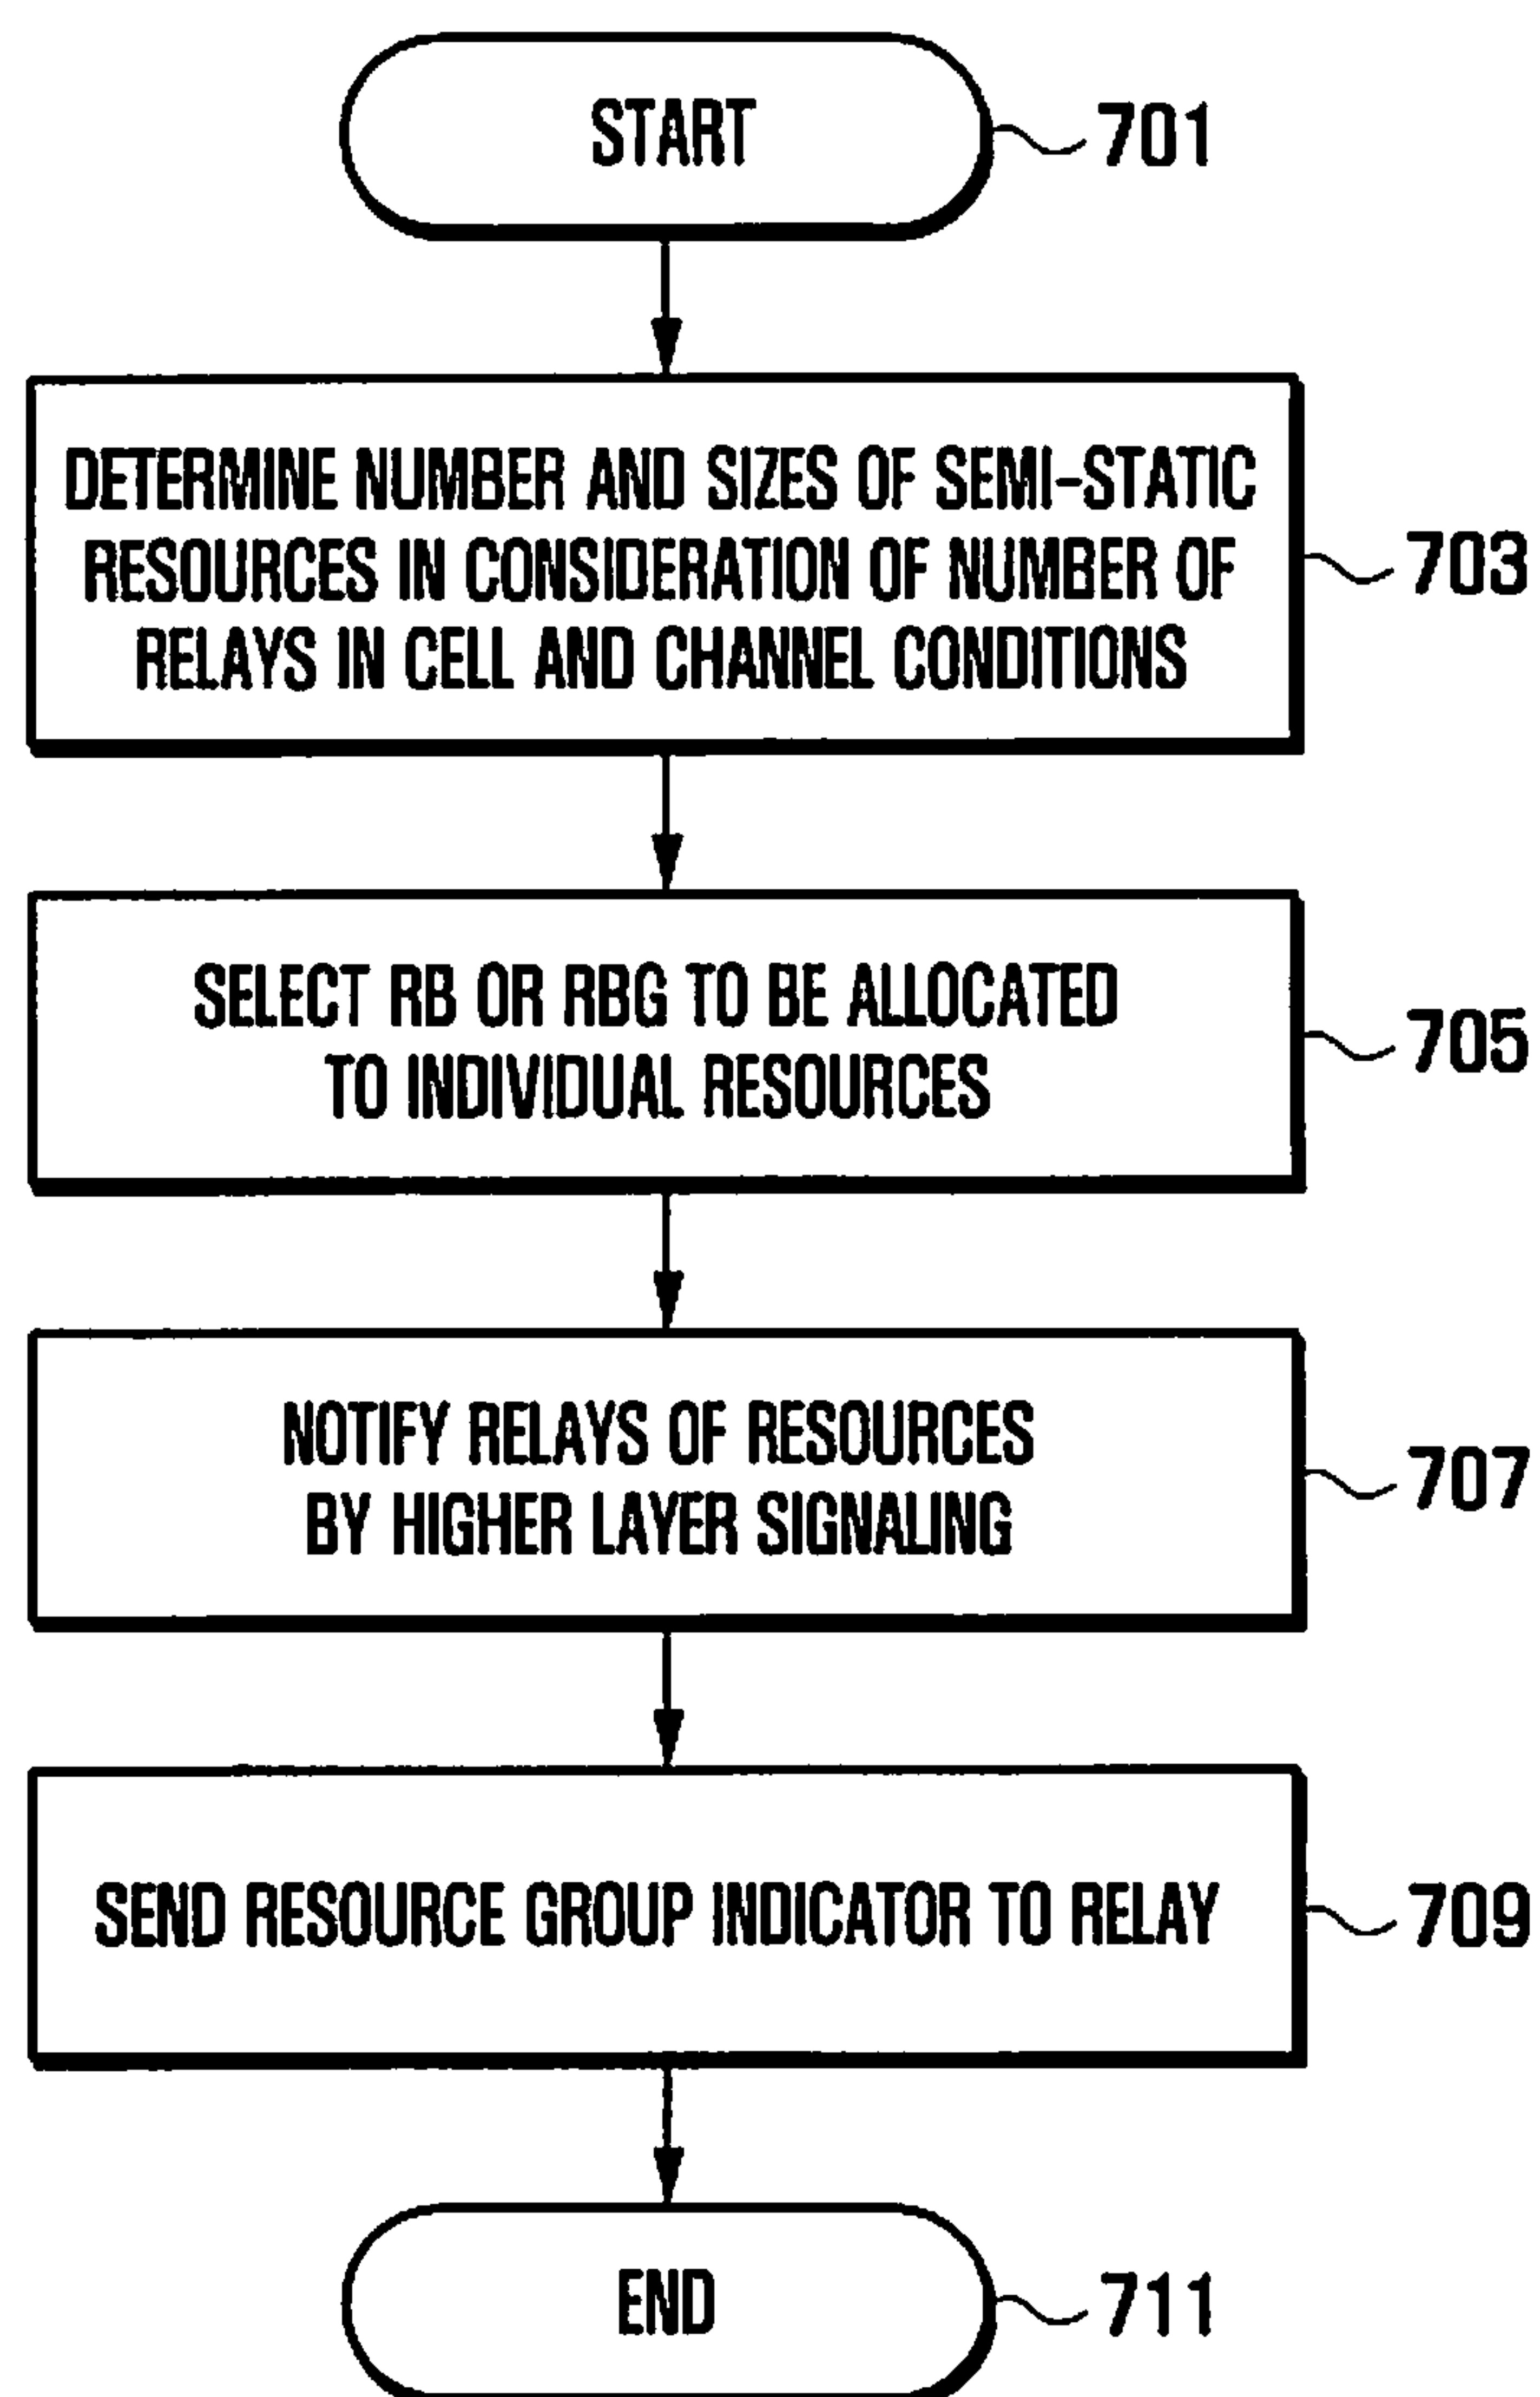 START
701
DETERMINE NUMBER AND SIZES OF SEMI-STATIC
RESOURCES IN CONSIDERATION OF NUMBER OF
RELAYS IN CELL AND CHANNEL CONDITIONS
703
SELECT RB OR RBG TO BE ALLOCATED
TO INDIVIDUAL RESOURCES
705
NOTIFY RELAYS OF RESOURCES
BY HIGHER LAYER SIGNALING
707
SEND RESOURCE GROUP INDICATOR TO RELAY
709
END
711